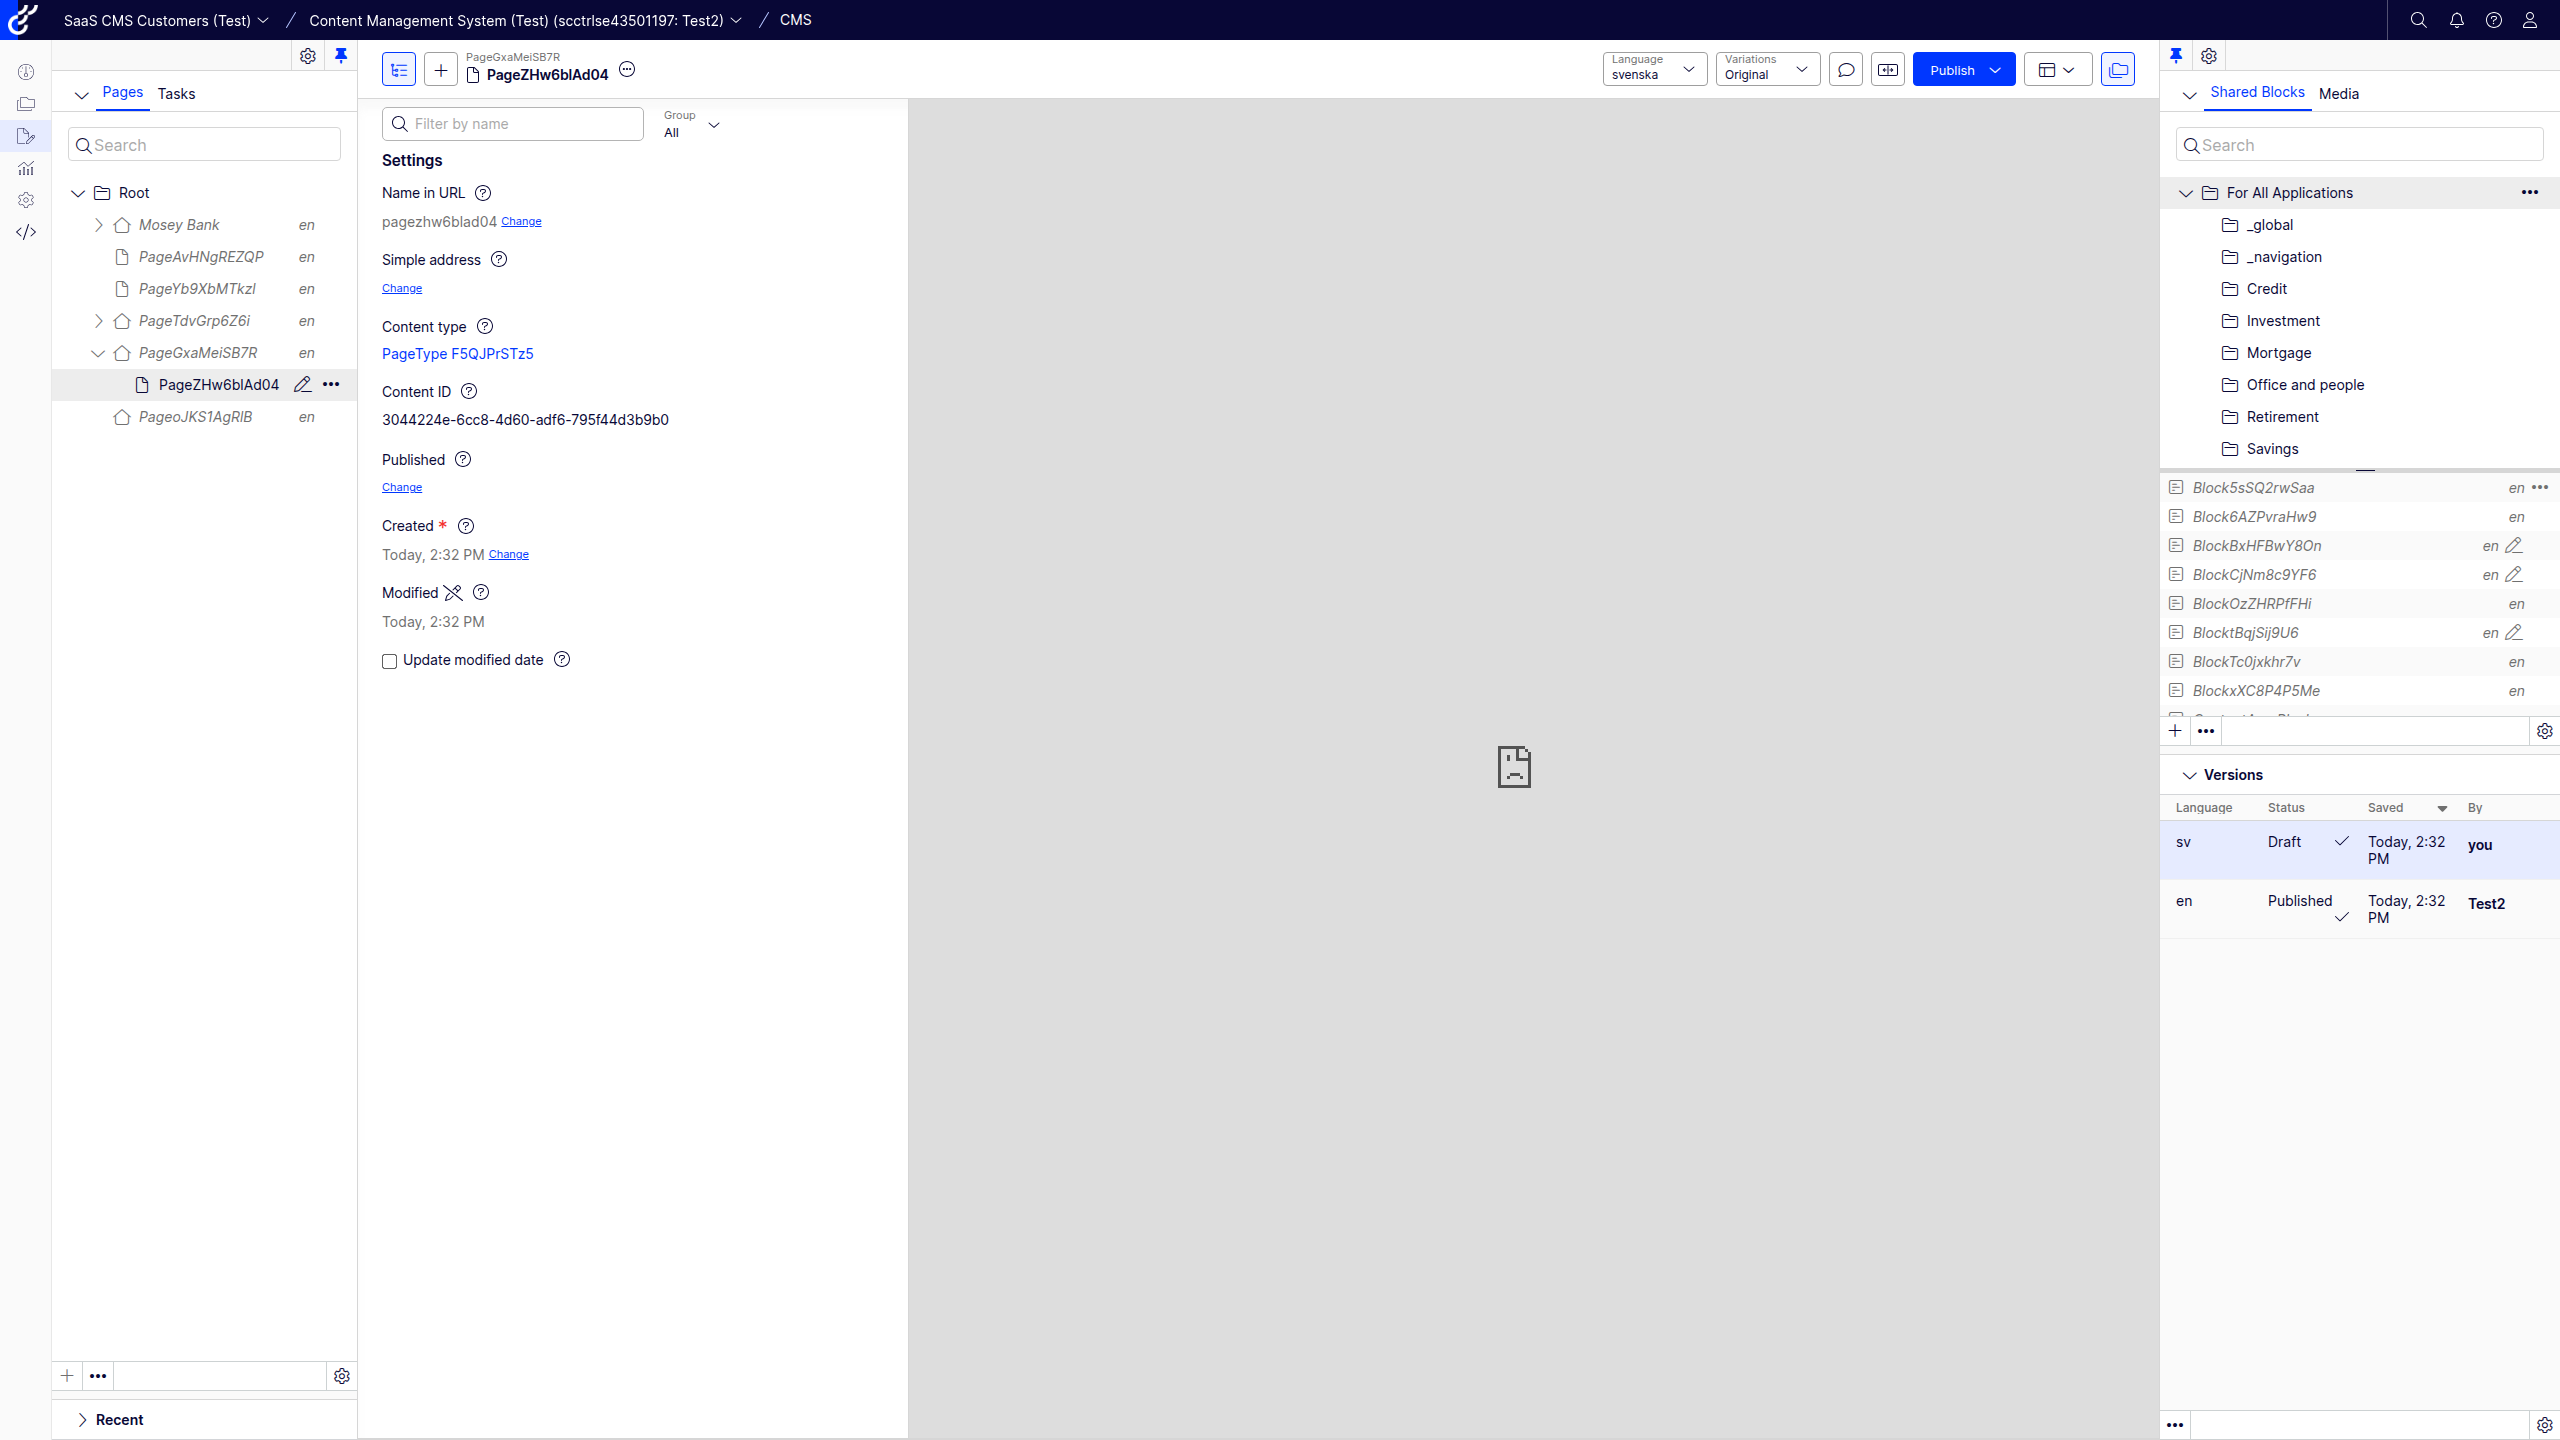 SaaS CMS Customers (Test)
Content Management System (Test) (scctrlse43501197: Test2)
CMS
Pages
Tasks
Search
Root
Mosey Bank en
PageAvHNgREZQP en
PageYb9XbMTkzI en
PageTdvGrp6Z6i en
PageGxaMeiSB7R en
PageZHw6blAd04
PageoJKS1AgRlB en
Recent
PageGxaMeiSB7R
PageZHw6blAd04
Language
svenska
Variations
Original
Publish
Filter by name
Group
All
Settings
Name in URL
pagezhw6blad04 Change
Simple address
Change
Content type
PageType F5QJPrSTz5
Content ID
3044224e-6cc8-4d60-adf6-795f44d3b9b0
Published
Change
Created *
Today, 2:32 PM Change
Modified
Today, 2:32 PM
Update modified date
Shared Blocks
Media
Search
For All Applications
_global
_navigation
Credit
Investment
Mortgage
Office and people
Retirement
Savings
Block5sSQ2rwSaa en
Block6AZPvraHw9 en
BlockBxHFBwY8On en
BlockCjNm8c9YF6 en
BlockOzZHRPfFHi en
BlocktBqjSij9U6 en
BlockTc0jxkhr7v en
BlockxXC8P4P5Me en
Versions
Language Status Saved By
sv Draft Today, 2:32 PM you
en Published Today, 2:32 PM Test2